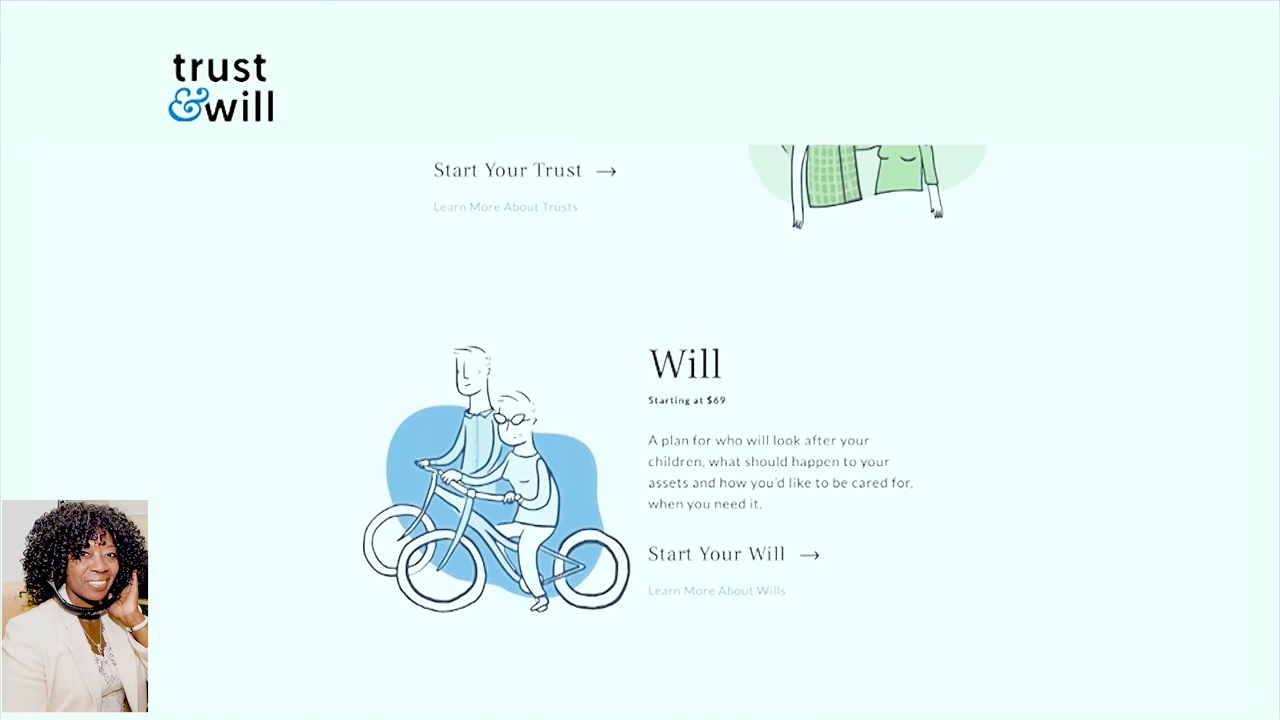 trust
&will
Start Your Trust →
Learn More About Trusts
Will
Starting at $69
A plan for who will look after your
children, what should happen to your
assets and how you'd like to be cared for,
when you need it.
Start Your Will →
Learn More About Wills